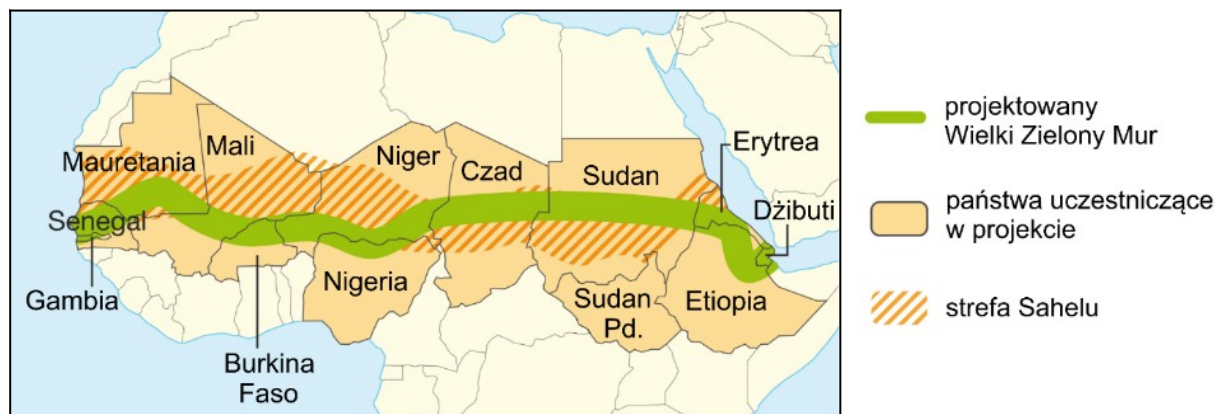 Mauretania
Mali
Niger
Czad
Sudan
Erytrea
Dżibuti
Senegal
Gambia
Burkina
Faso
Nigeria
Sudan
Pd.
Etiopia
projektowany
Wielki Zielony Mur
państwa uczestniczące
w projekcie
strefa Sahelu